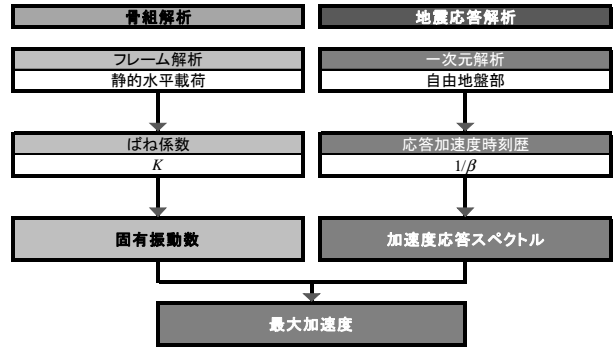 骨組解析
地震応答解析
フレーム解析
静的水平載荷
一次元解析
自由地盤部
ばね係数
K
応答加速度時刻歴
1/β
固有振動数
加速度応答スペクトル
最大加速度